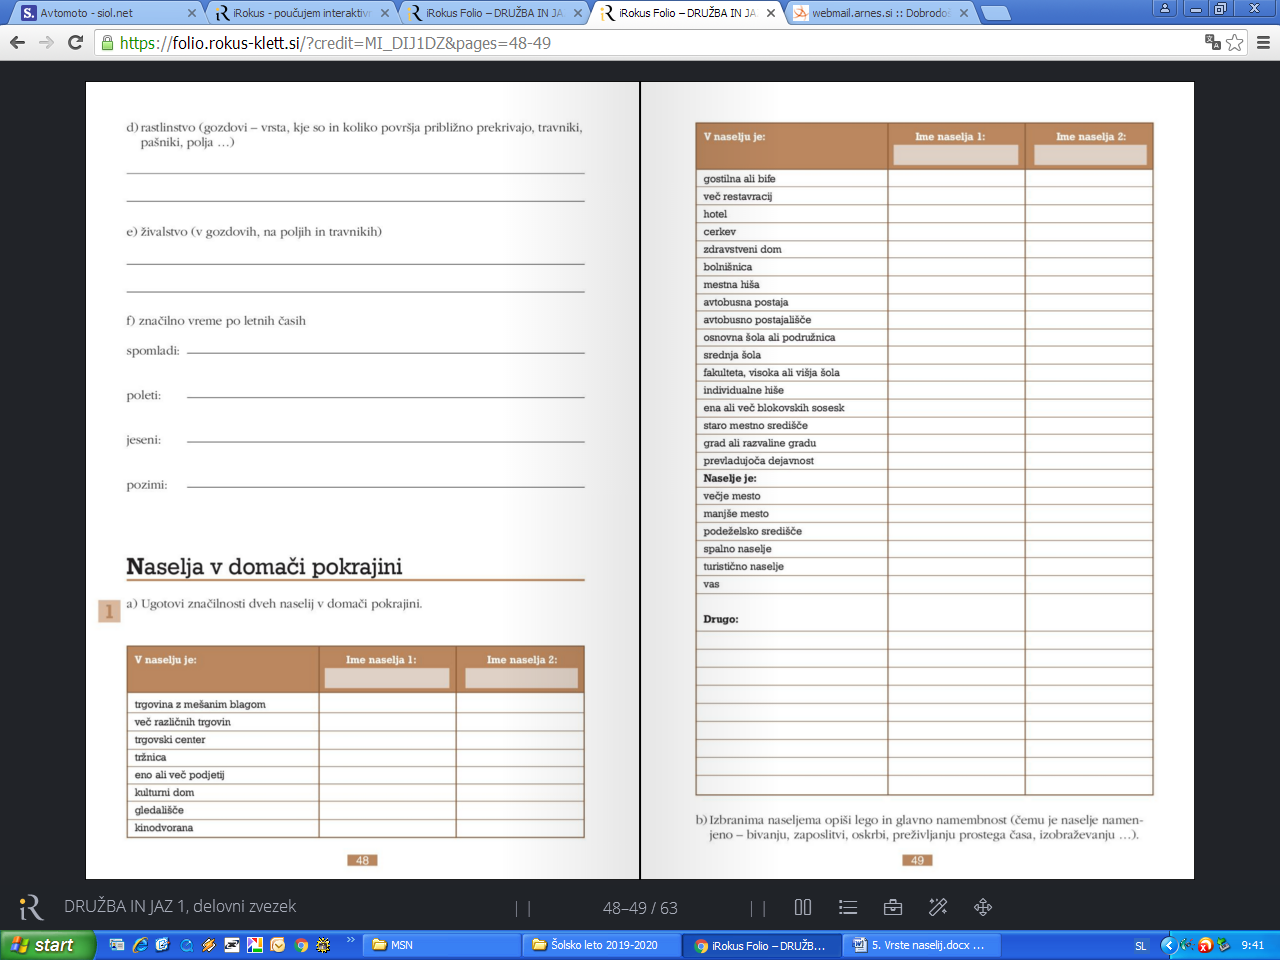 Avtomoto - siol.net
iRokus - poučujem interaktivn
iRokus Folio – DRUŽBA IN JA
iRokus Folio – DRUŽBA IN JA
webmail.arnes.si :: Dobrodoš
https://folio.rokus-klett.si/?credit=MI_DIJ1DZ&pages=48-49
d) rastlinstvo (gozdovi – vrsta, kje so in koliko površja približno prekrivajo, travniki,
pašniki, polja …)
e) živalstvo (v gozdovih, na poljih in travnikih)
f) značilno vreme po letnih časih
spomladi:
poleti:
jeseni:
pozimi:
Naselja v domači pokrajini
1 a) Ugotovi značilnosti dveh naselij v domači pokrajini.
V naselju je: Ime naselja 1: Ime naselja 2:
trgovina z mešanim blagom
več različnih trgovin
trgovski center
tržnica
eno ali več podjetij
kulturni dom
gledališče
kinodvorana
48
V naselju je: Ime naselja 1: Ime naselja 2:
gostilna ali bife
več restavracij
hotel
cerkev
zdravstveni dom
bolnišnica
mestna hiša
avtobusna postaja
avtobusno postajališče
osnovna šola ali podružnica
srednja šola
fakulteta, visoka ali višja šola
individualne hiše
ena ali več blokovskih sosesk
staro mestno središče
grad ali razvaline gradu
prevladujoča dejavnost
Naselje je:
večje mesto
manjše mesto
podeželsko središče
spalno naselje
turistično naselje
vas
Drugo:
b) Izbranima naseljema opiši lego in glavno namembnost (čemu je naselje namen-
jeno – bivanju, zaposlitvi, oskrbi, preživljanju prostega časa, izobraževanju …).
49
iR DRUŽBA IN JAZ 1, delovni zvezek
48–49 / 63
start
MSN
Šolsko leto 2019-2020
iRokus Folio – DRUŽB...
5. Vrste naselij.docx ...
SL
9:41